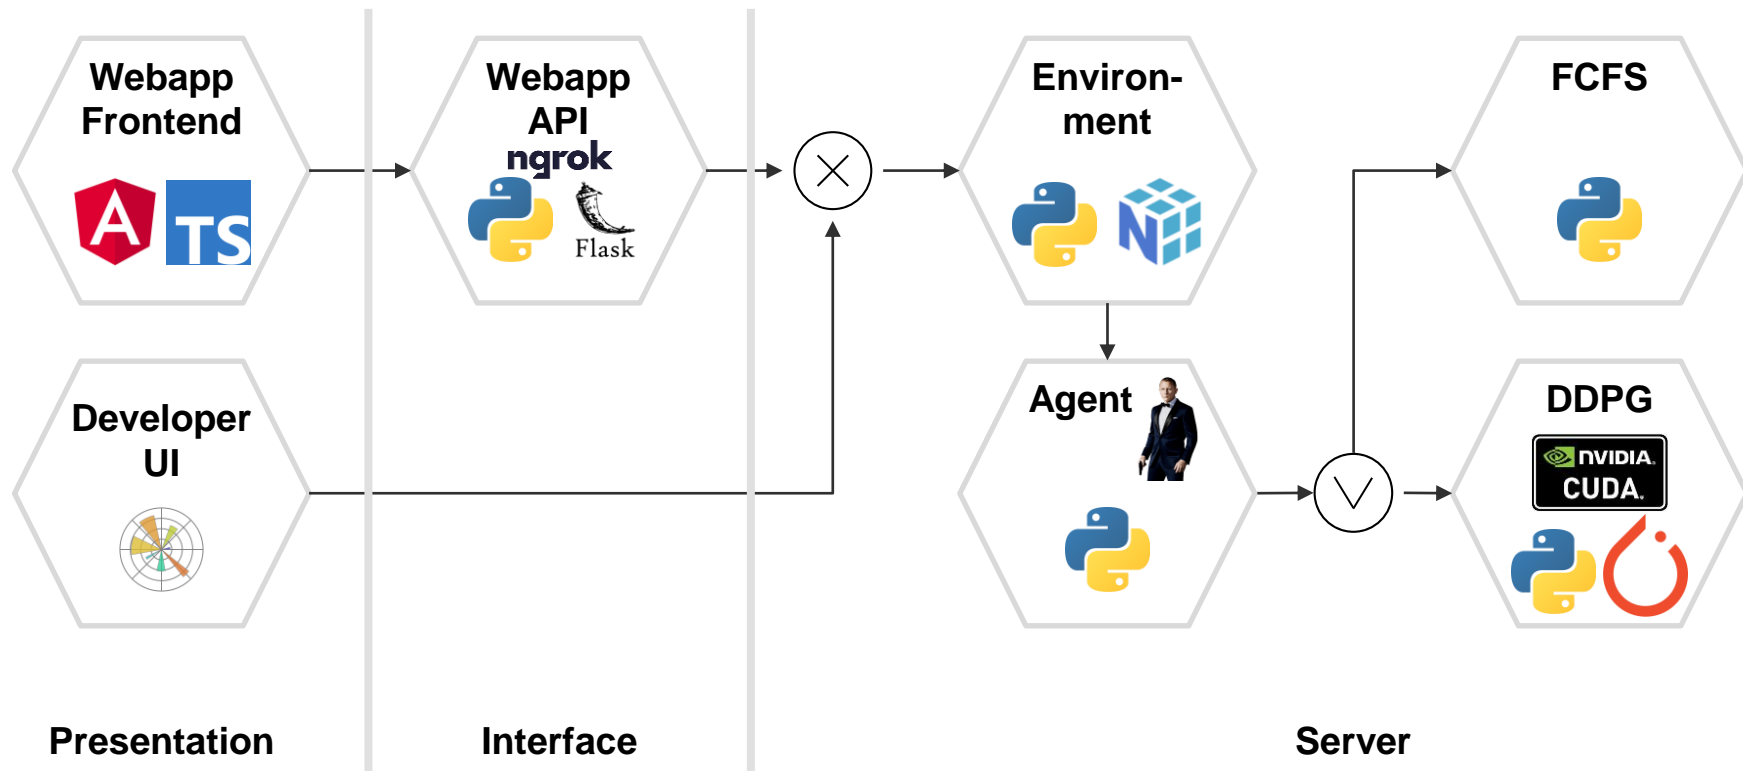 Webapp
Frontend
A
TS
Webapp
API
ngrok
Flask
Environ-
ment
N
FCFS
Developer
UI
Agent
DDPG
NVIDIA.
CUDA.
Presentation
Interface
Server